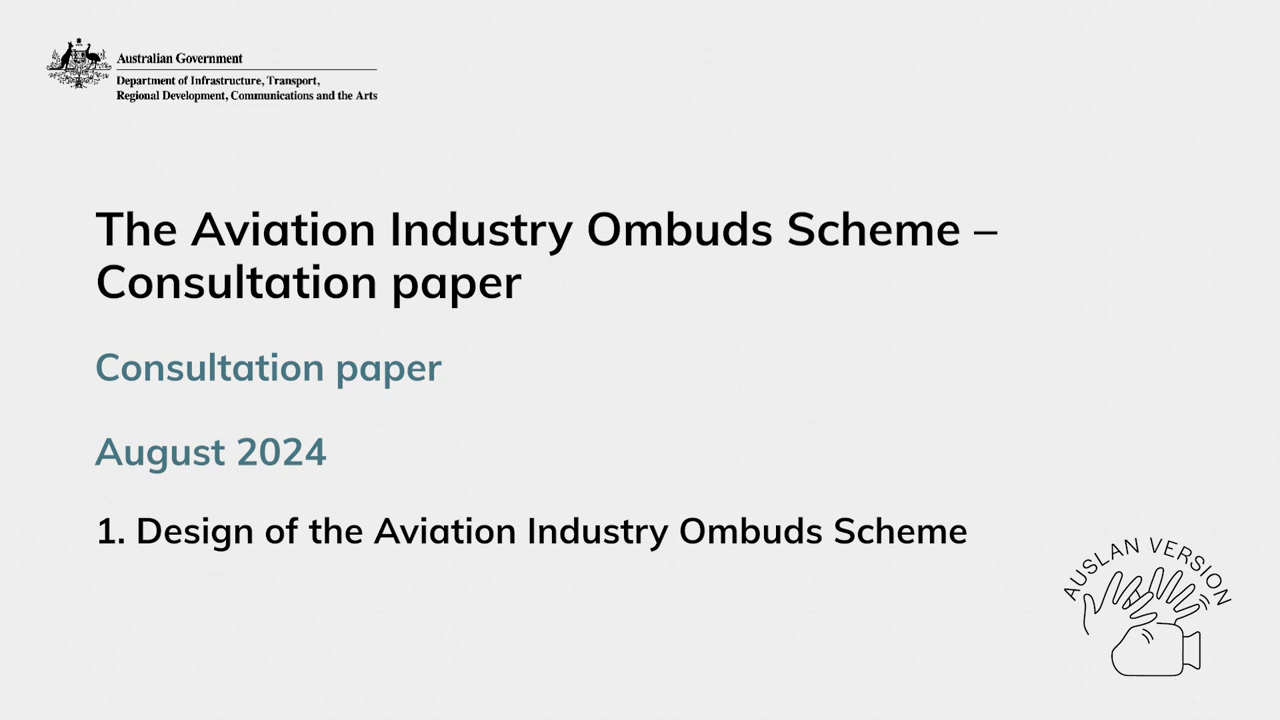 Australian Government
Department of Infrastructure, Transport,
Regional Development, Communications and the Arts
The Aviation Industry Ombuds Scheme –
Consultation paper
Consultation paper
August 2024
1. Design of the Aviation Industry Ombuds Scheme
AUSLAN VERSION